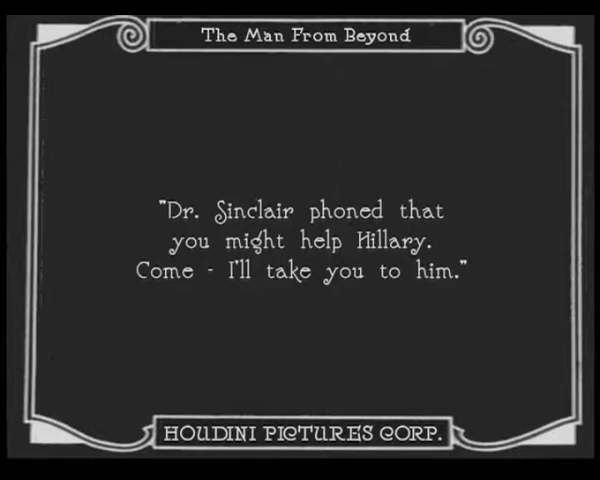 The Man From Beyond
"Dr. Sinclair phoned that
you might help Hillary.
Come - I'll take you to him."
HOUDINI PICTURES CORP.